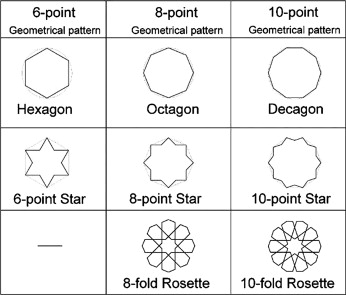 6-point
Geometrical pattern
8-point
Geometrical pattern
10-point
Geometrical pattern
Hexagon
Octagon
Decagon
6-point Star
8-point Star
10-point Star
8-fold Rosette
10-fold Rosette